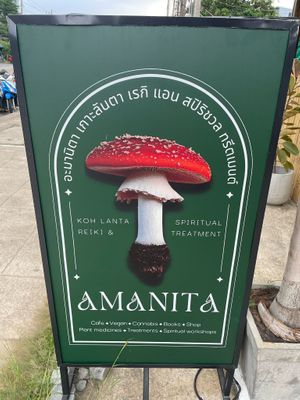 อะมานิตา เกาะลันตา เรกิ แอน สปิริชวล ทรีตเมนต์
KOH LANTA SPIRITUAL
REIKI & TREATMENT
AMANITA
Cafe • Vegan • Cannabis • Books • Shop
Plant medicines • Treatments • Spiritual workshops